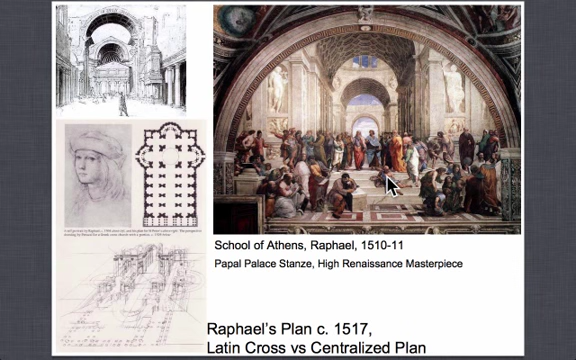 School of Athens, Raphael, 1510-11
Papal Palace Stanze, High Renaissance Masterpiece
Raphael's Plan c. 1517,
Latin Cross vs Centralized Plan